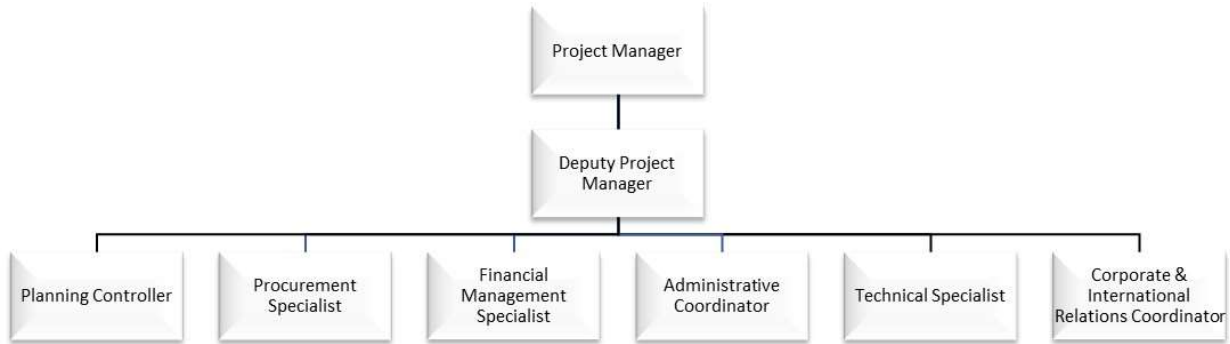 Project Manager
Deputy Project
Manager
Planning Controller
Procurement
Specialist
Financial
Management
Specialist
Administrative
Coordinator
Technical Specialist
Corporate &
International
Relations Coordinator